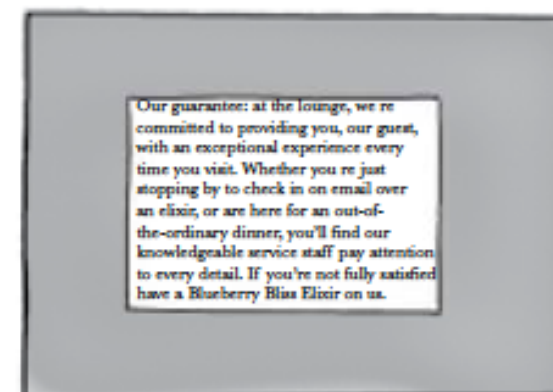 Our guarantee: at the lounge, we re
committed to providing you, our guest,
with an exceptional experience every
time you visit. Whether you re just
stopping by to check in on email over
an elixir, or are here for an out-of-
the-ordinary dinner, you'll find our
knowledgeable service staff pay attention
to every detail. If you're not fully satisfied
have a Blueberry Bliss Elixir on us.